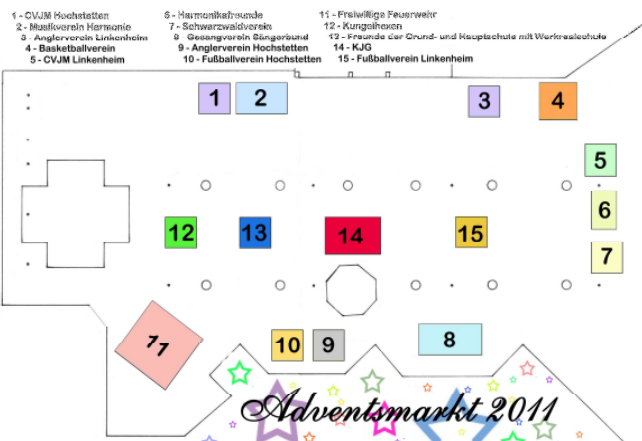 1 - CVJM Hochstetten
2 - Musikverein Harmonie
3 - Anglerverein Linkenheim
4 - Basketballverein
5 - CVJM Linkenheim
6 - Harmonikafreunde
7 - Schwarzwaldverein
8 - Gesangverein Sängerbund
9 - Anglerverein Hochstetten
10 - Fußballverein Hochstetten
11 - Freiwillige Feuerwehr
12 - Kungelhexen
13 - Freunde der Grund- und Hauptschule mit Werkrealschule
14 - KJG
15 - Fußballverein Linkenheim
1
2
3
4
5
6
7
12
13
14
15
11
10
9
8
Adventsmarkt 2011